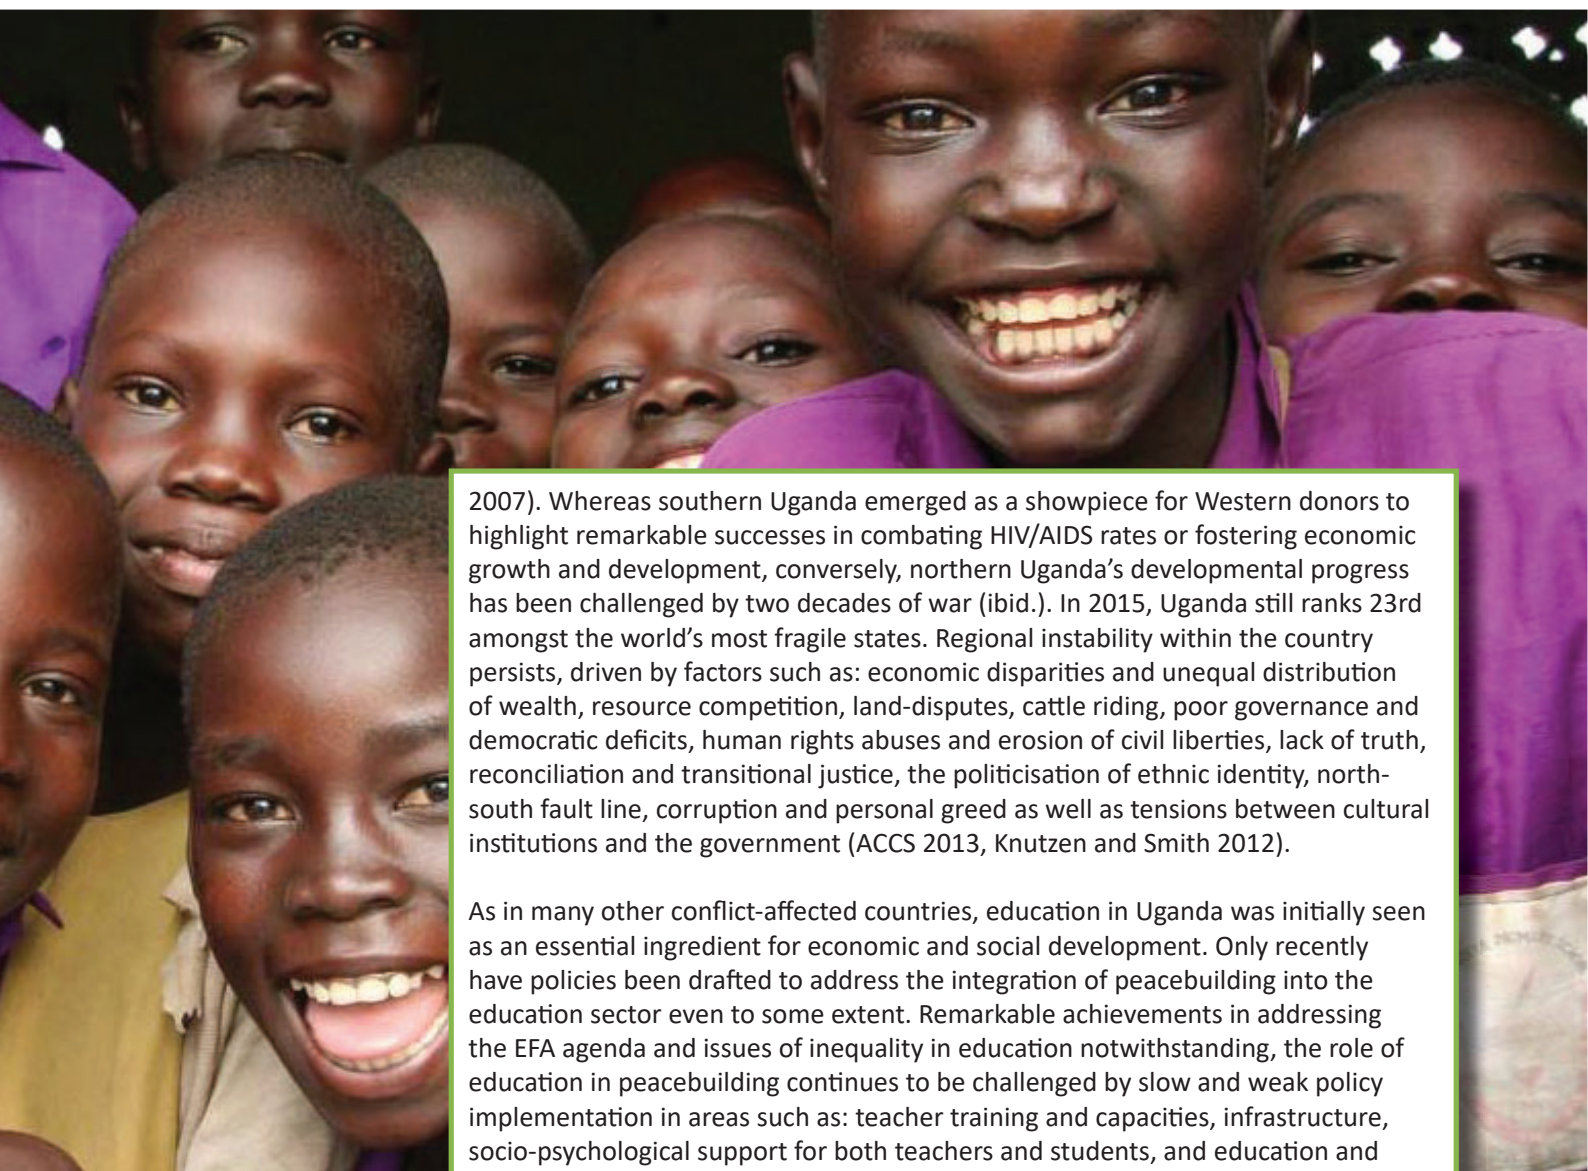 2007). Whereas southern Uganda emerged as a showpiece for Western donors to
highlight remarkable successes in combating HIV/AIDS rates or fostering economic
growth and development, conversely, northern Uganda’s developmental progress
has been challenged by two decades of war (ibid.). In 2015, Uganda still ranks 23rd
amongst the world’s most fragile states. Regional instability within the country
persists, driven by factors such as: economic disparities and unequal distribution
of wealth, resource competition, land-disputes, cattle riding, poor governance and
democratic deficits, human rights abuses and erosion of civil liberties, lack of truth,
reconciliation and transitional justice, the politicisation of ethnic identity, north-
south fault line, corruption and personal greed as well as tensions between cultural
institutions and the government (ACCS 2013, Knutzen and Smith 2012).
As in many other conflict-affected countries, education in Uganda was initially seen
as an essential ingredient for economic and social development. Only recently
have policies been drafted to address the integration of peacebuilding into the
education sector even to some extent. Remarkable achievements in addressing
the EFA agenda and issues of inequality in education notwithstanding, the role of
education in peacebuilding continues to be challenged by slow and weak policy
implementation in areas such as: teacher training and capacities, infrastructure,
socio-psychological support for both teachers and students, and education and